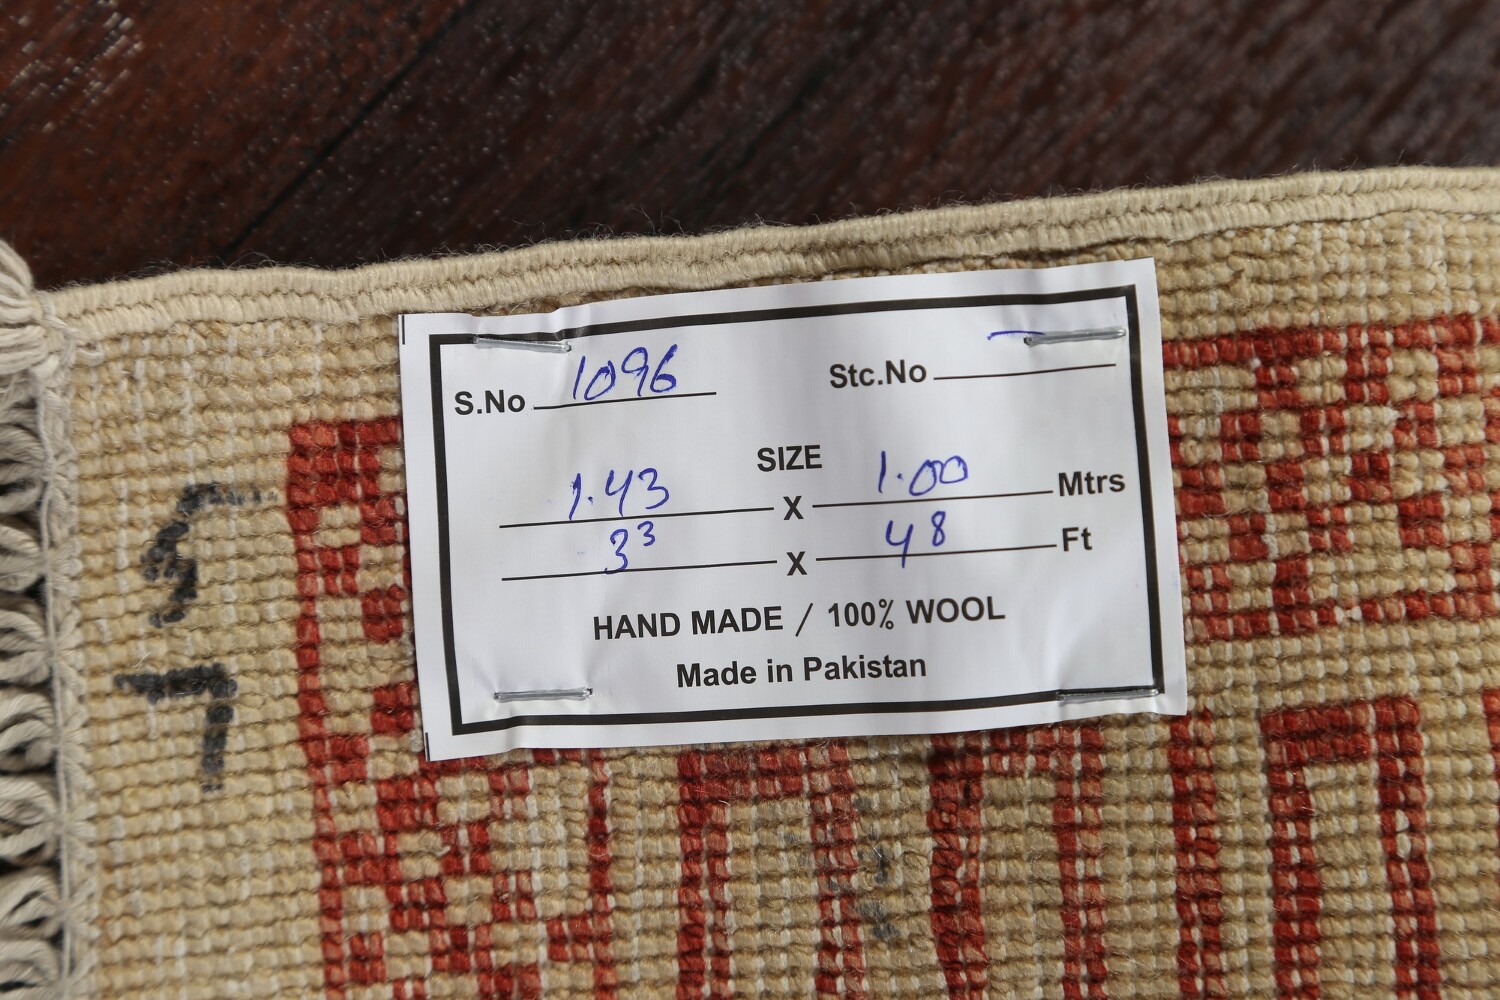 S.No 1096 Stc.No
SIZE
1.43 X 1.00 Mtrs
3³ X 4⁸ Ft
HAND MADE / 100% WOOL
Made in Pakistan